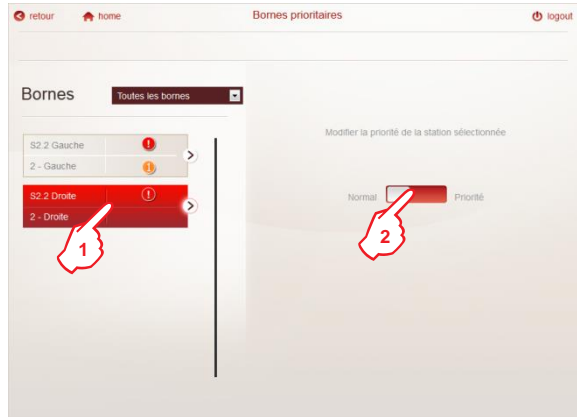 retour
home
Bornes prioritaires
logout
Bornes
Toutes les bornes
S2.2 Gauche
!
2 - Gauche
1
S2.2 Droite
!
2 - Droite
1
Modifier la priorité de la station sélectionnée
Normal
Priorité
2